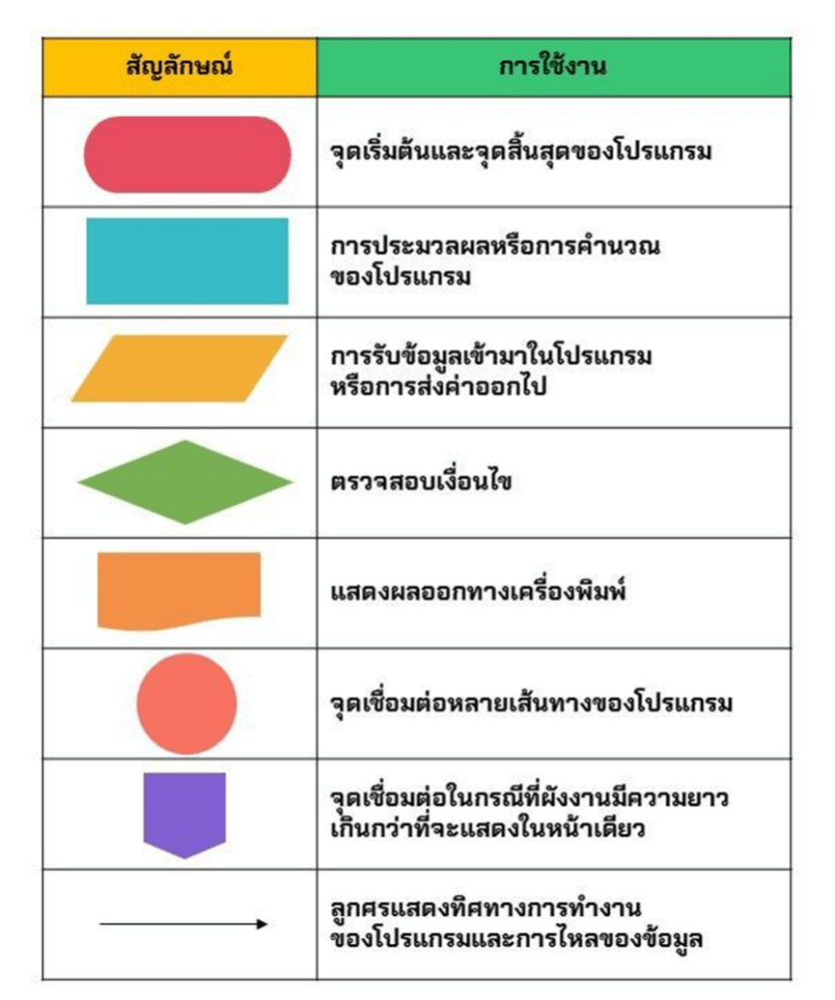 สัญลักษณ์
การใช้งาน
จุดเริ่มต้นและจุดสิ้นสุดของโปรแกรม
การประมวลผลหรือการคำนวณ
ของโปรแกรม
การรับข้อมูลเข้ามาในโปรแกรม
หรือการส่งค่าออกไป
ตรวจสอบเงื่อนไข
แสดงผลออกทางเครื่องพิมพ์
จุดเชื่อมต่อหลายเส้นทางของโปรแกรม
จุดเชื่อมต่อในกรณีที่ผังงานมีความยาว
เกินกว่าที่จะแสดงในหน้าเดียว
ลูกศรแสดงทิศทางการทำงาน
ของโปรแกรมและการไหลของข้อมูล